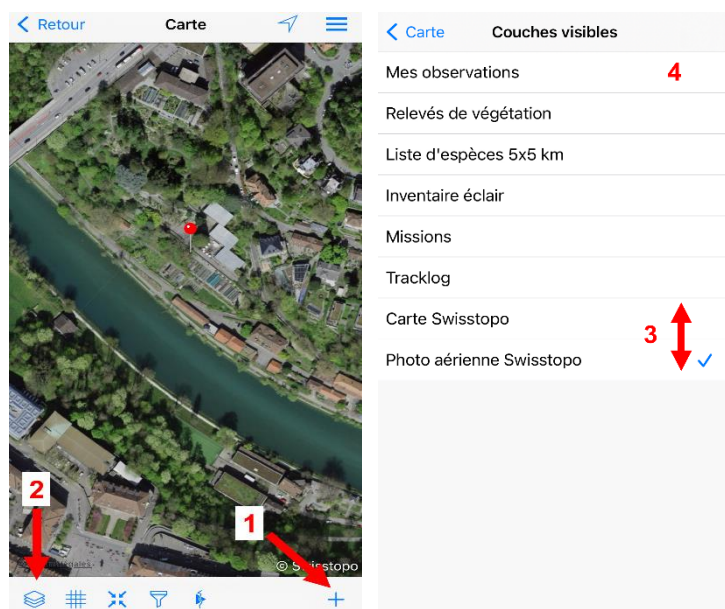 Retour
Carte
2
1
© Swisstopo
Carte
Couches visibles
Mes observations
4
Relevés de végétation
Liste d'espèces 5x5 km
Inventaire éclair
Missions
Tracklog
Carte Swisstopo
3
Photo aérienne Swisstopo